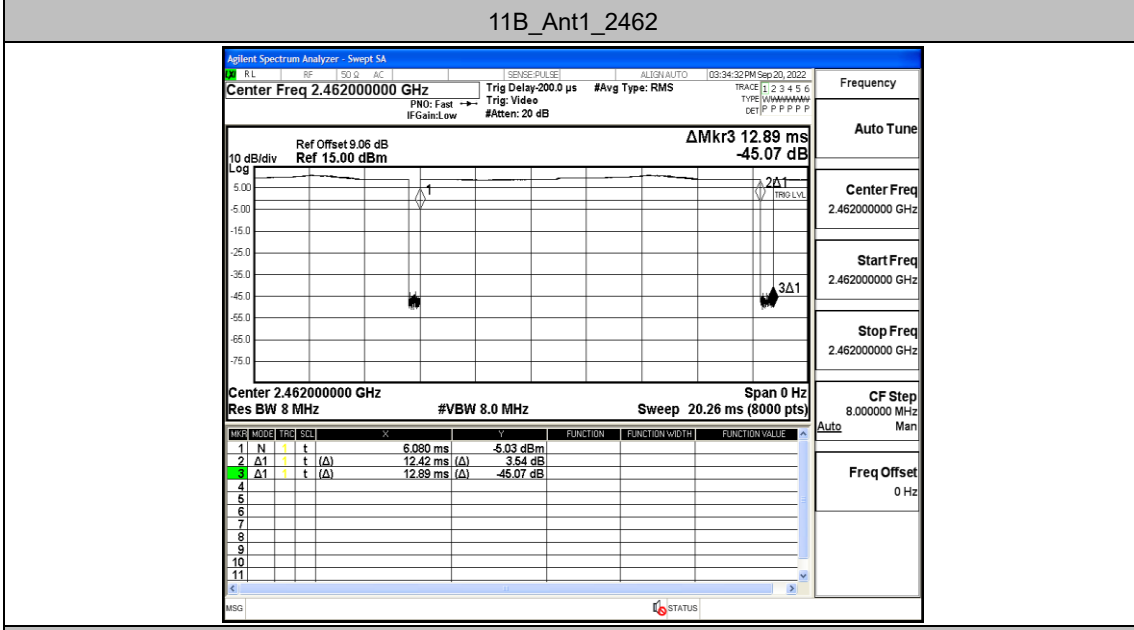 11B_Ant1_2462
Agilent Spectrum Analyzer - Swept SA
RL RF 50 Ω AC SENSE:PULSE ALIGN AUTO 03:34:32 PM Sep 20, 2022
Center Freq 2.462000000 GHz
PNO: Fast
IFGain:Low
Trig Delay-200.0 µs
Trig: Video
#Atten: 20 dB
#Avg Type: RMS
TRACE 1 2 3 4 5 6
TYPE WWWWWW
DET P P P P P P
Frequency
Auto Tune
Center Freq
2.462000000 GHz
Start Freq
2.462000000 GHz
Stop Freq
2.462000000 GHz
CF Step
8.000000 MHz
Auto Man
Freq Offset
0 Hz
ΔMkr3 12.89 ms
-45.07 dB
Ref Offset 9.06 dB
10 dB/div Ref 15.00 dBm
Log
5.00
-5.00
-15.0
-25.0
-35.0
-45.0
-55.0
-65.0
-75.0
1
2Δ1
TRIG LVL
3Δ1
Center 2.462000000 GHz Span 0 Hz
Res BW 8 MHz #VBW 8.0 MHz Sweep 20.26 ms (8000 pts)
MKR MODE TRC SCL X Y FUNCTION FUNCTION WIDTH FUNCTION VALUE
1 N 1 t 6.080 ms -5.03 dBm
2 Δ1 1 t (Δ) 12.42 ms (Δ) 3.54 dB
3 Δ1 1 t (Δ) 12.89 ms (Δ) -45.07 dB
4
5
6
7
8
9
10
11
MSG STATUS